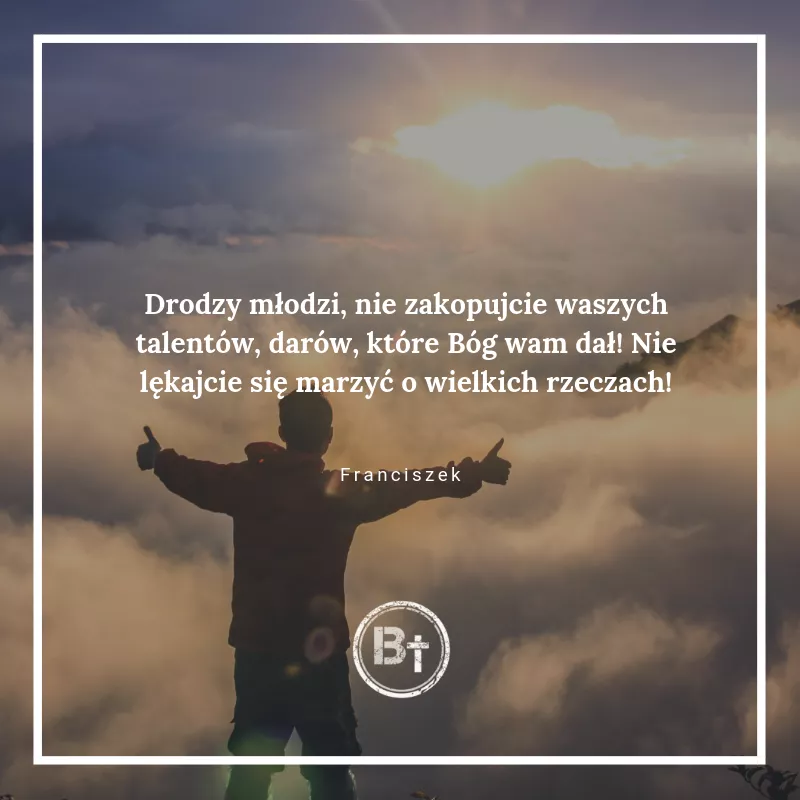 Drodzy młodzi, nie zakopujcie waszych
talentów, darów, które Bóg wam dał! Nie
lękajcie się marzyć o wielkich rzeczach!
Franciszek
B†